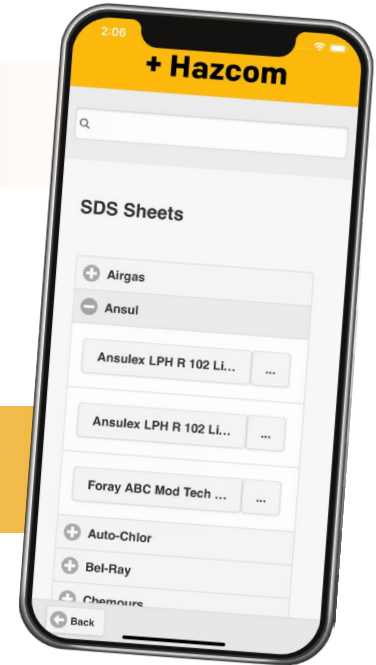 2:06
+ Hazcom
SDS Sheets
Airgas
Ansul
Ansulex LPH R 102 Li... ...
Ansulex LPH R 102 Li... ...
Foray ABC Mod Tech ... ...
Auto-Chlor
Bel-Ray
Chemours
Back